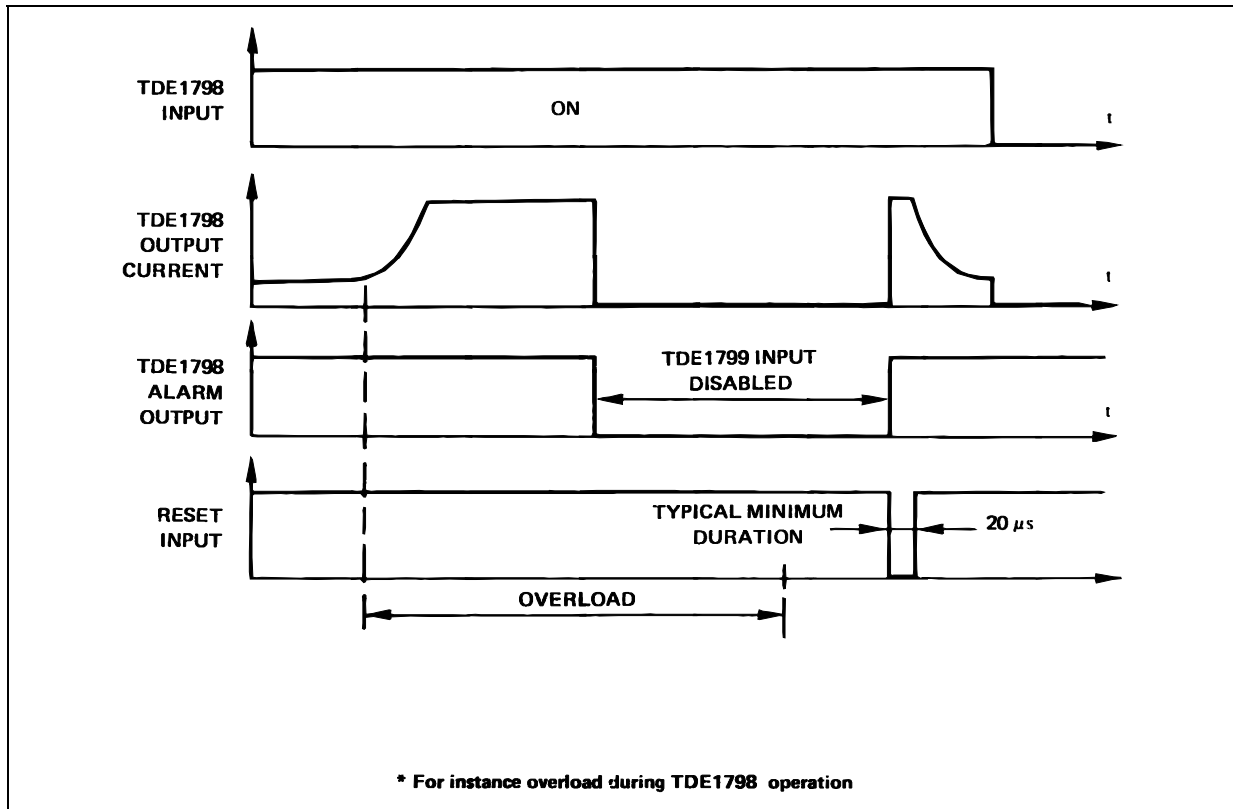 TDE1798
INPUT
ON
t
TDE1798
OUTPUT
CURRENT
t
TDE1798
ALARM
OUTPUT
TDE1799 INPUT
DISABLED
t
RESET
INPUT
TYPICAL MINIMUM
DURATION
20 µs
OVERLOAD
* For instance overload during TDE1798 operation